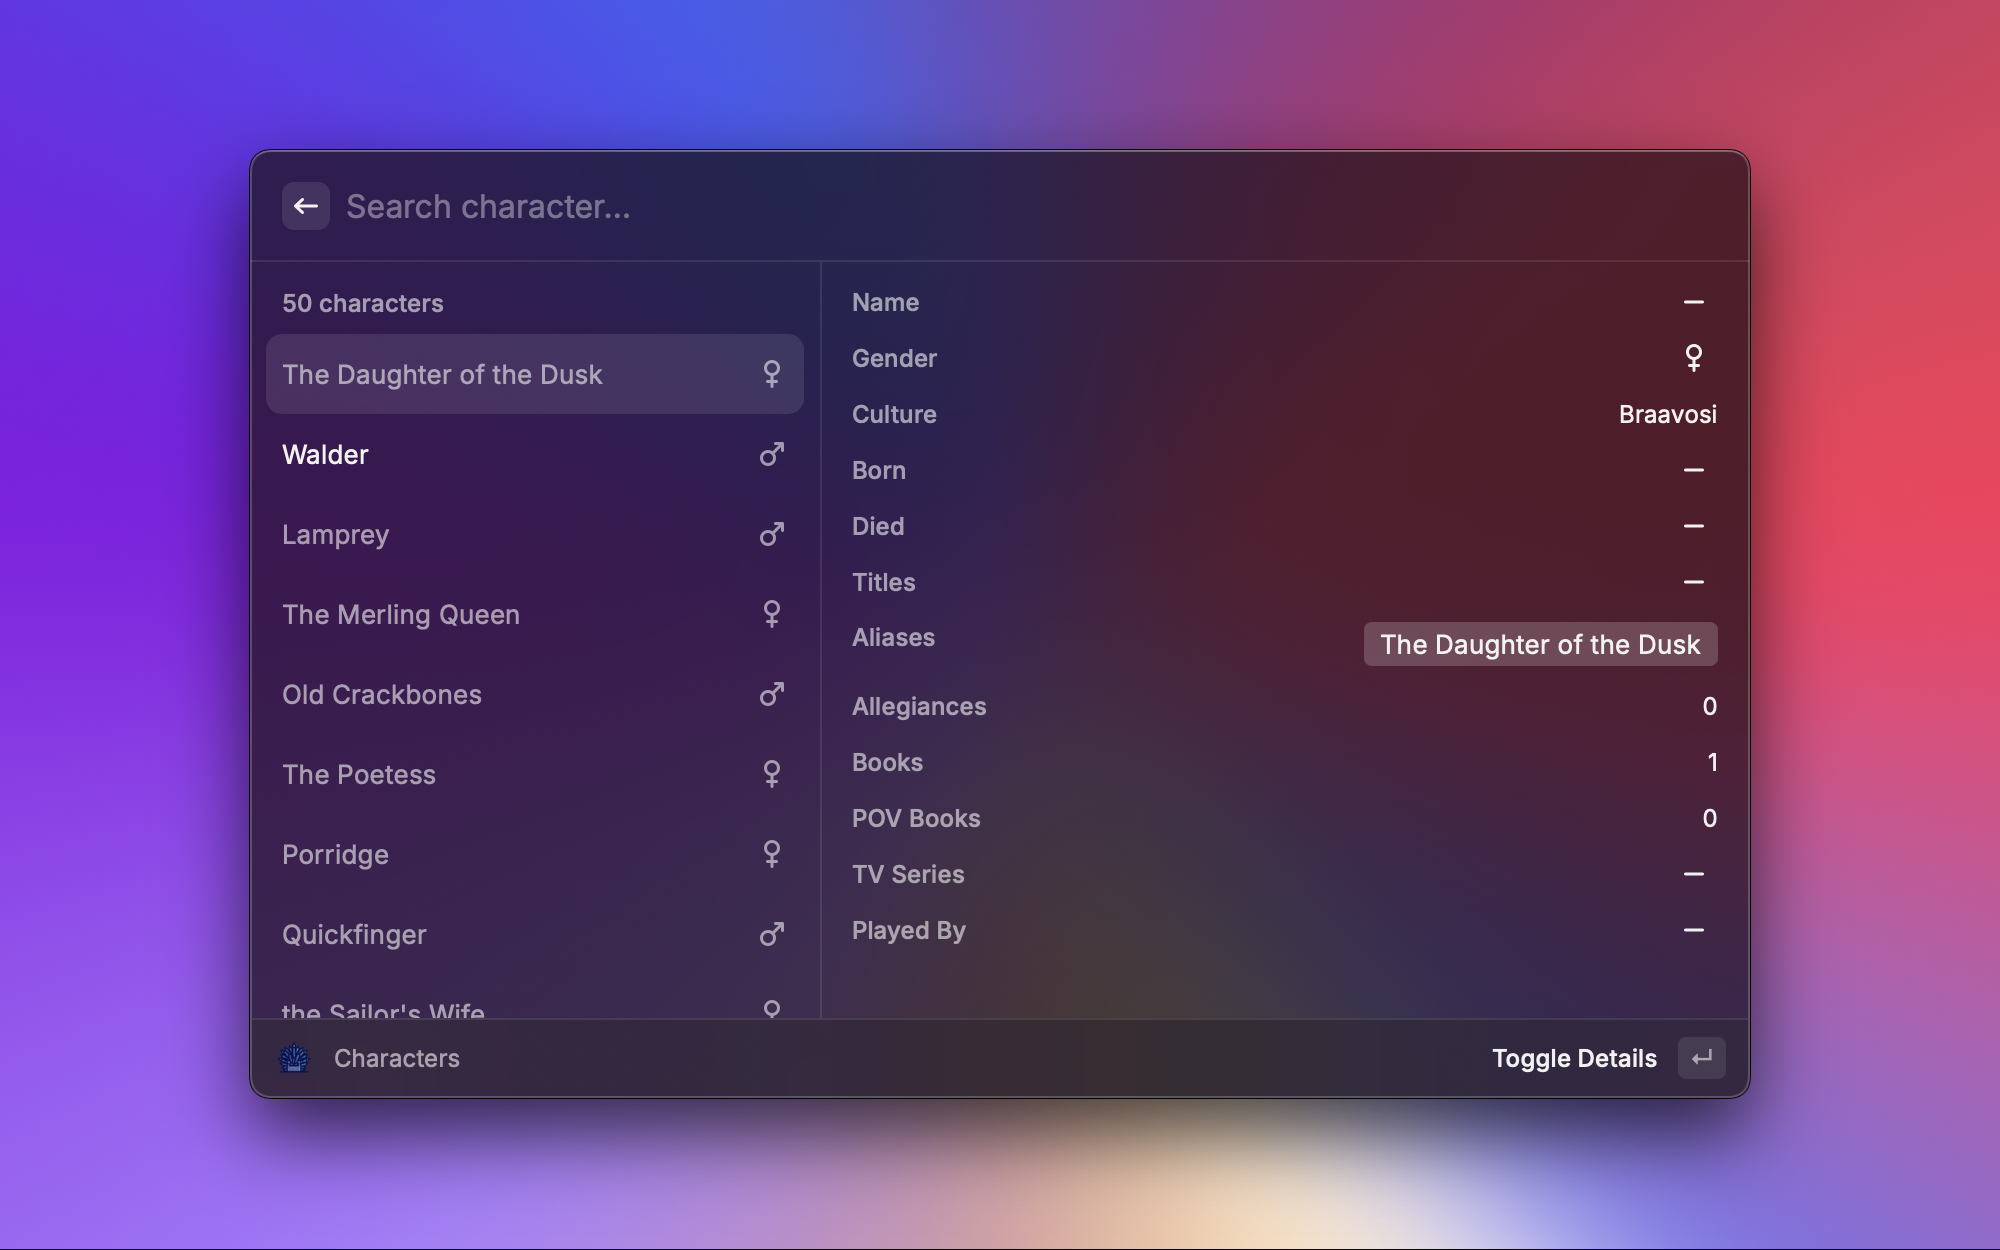 Search character...
50 characters
The Daughter of the Dusk
Walder
Lamprey
The Merling Queen
Old Crackbones
The Poetess
Porridge
Quickfinger
the Sailor's Wife
Name —
Gender ♀
Culture Braavosi
Born —
Died —
Titles —
Aliases The Daughter of the Dusk
Allegiances 0
Books 1
POV Books 0
TV Series —
Played By —
Characters
Toggle Details